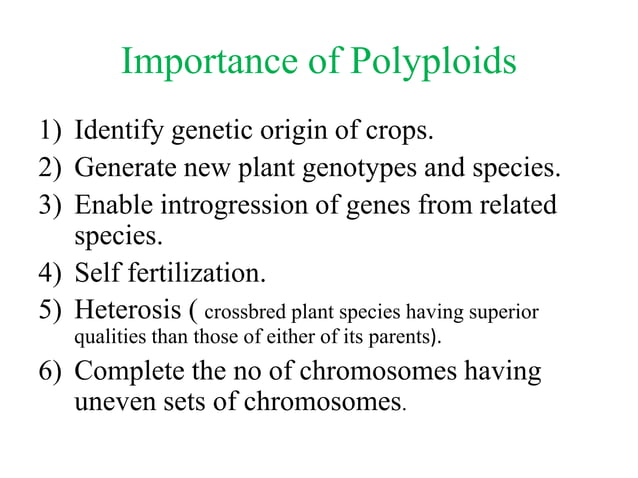 Importance of Polyploids
1) Identify genetic origin of crops.
2) Generate new plant genotypes and species.
3) Enable introgression of genes from related
species.
4) Self fertilization.
5) Heterosis ( crossbred plant species having superior
qualities than those of either of its parents).
6) Complete the no of chromosomes having
uneven sets of chromosomes.